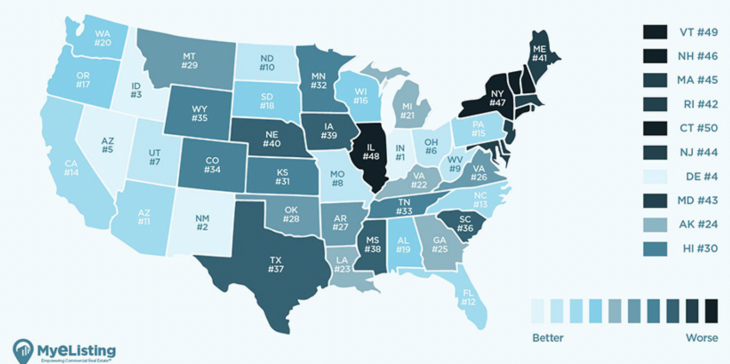 WA
#20
OR
#17
CA
#14
AZ
#5
ID
#3
MT
#29
WY
#35
UT
#7
CO
#34
AZ
#11
NM
#2
ND
#10
SD
#18
NE
#40
KS
#31
OK
#28
TX
#37
MN
#32
IA
#39
MO
#8
AR
#27
LA
#23
WI
#16
IL
#48
MI
#21
IN
#1
OH
#6
VA
#22
TN
#33
MS
#38
AL
#19
GA
#25
FL
#12
SC
#36
NC
#13
VA
#26
WV
#9
PA
#15
NY
#47
ME
#41
VT #49
NH #46
MA #45
RI #42
CT #50
NJ #44
DE #4
MD #43
AK #24
HI #30
Better
Worse
MyeListing
Empowering Commercial Real Estate™